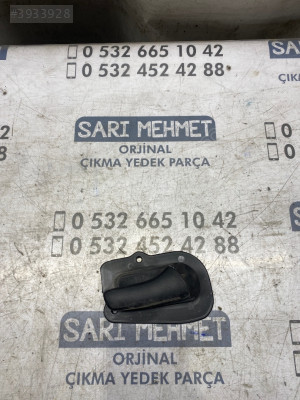 #3933928
0 532 665 10 42
0 532 452 42 88
SARI MEHMET
ORJİNAL
ÇIKMA YEDEK PARÇA
0 532 665 10 42
0 532 452 42 88
SARI MEHMET
ORJİNAL
ÇIKMA YEDEK PARÇA